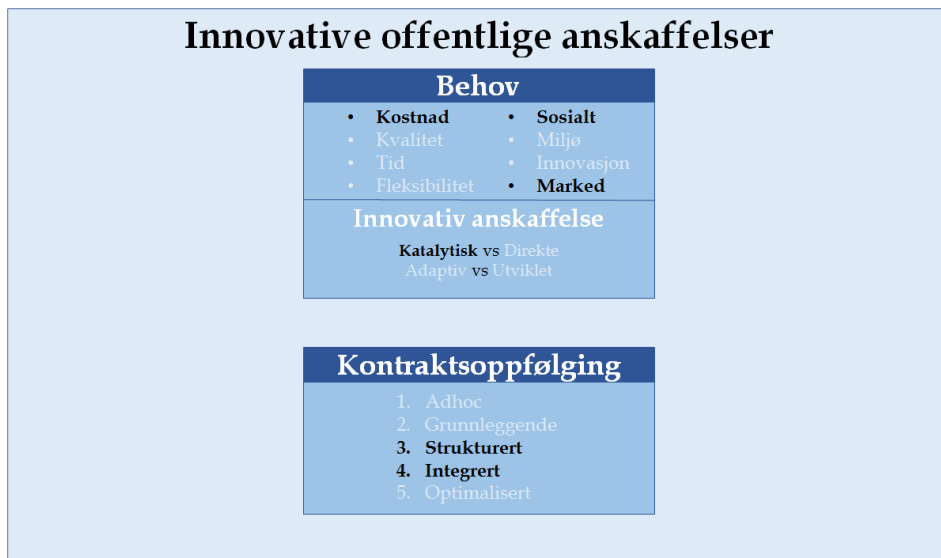 Innovative offentlige anskaffelser
Behov
• Kostnad
• Kvalitet
• Tid
• Fleksibilitet
• Sosialt
• Miljø
• Innovasjon
• Marked
Innovativ anskaffelse
Katalytisk vs Direkte
Adaptiv vs Utviklet
Kontraktsoppfølging
1. Adhoc
2. Grunnleggende
3. Strukturert
4. Integrert
5. Optimalisert